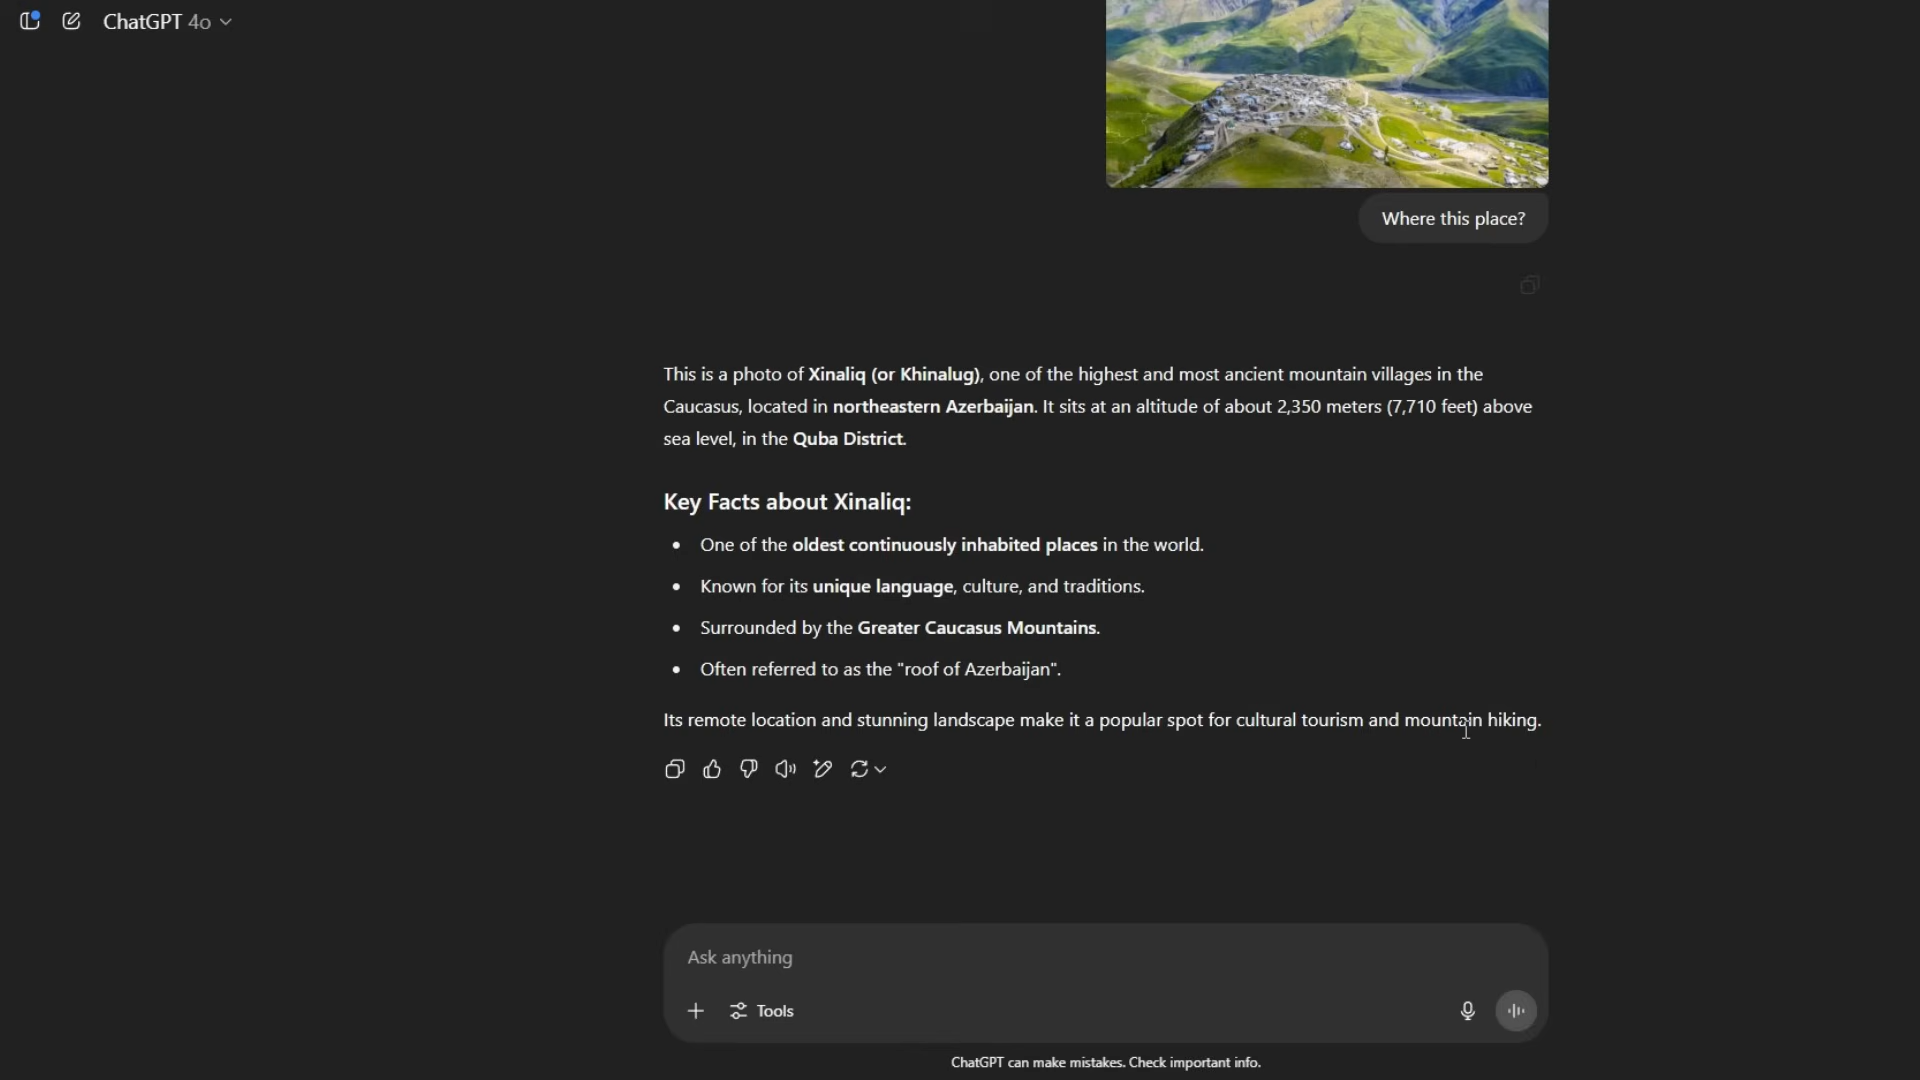 ChatGPT 4o
Where this place?
This is a photo of Xinaliq (or Khinalug), one of the highest and most ancient mountain villages in the
Caucasus, located in northeastern Azerbaijan. It sits at an altitude of about 2,350 meters (7,710 feet) above
sea level, in the Quba District.
Key Facts about Xinaliq:
• One of the oldest continuously inhabited places in the world.
• Known for its unique language, culture, and traditions.
• Surrounded by the Greater Caucasus Mountains.
• Often referred to as the "roof of Azerbaijan".
Its remote location and stunning landscape make it a popular spot for cultural tourism and mountain hiking.
Ask anything
Tools
ChatGPT can make mistakes. Check important info.